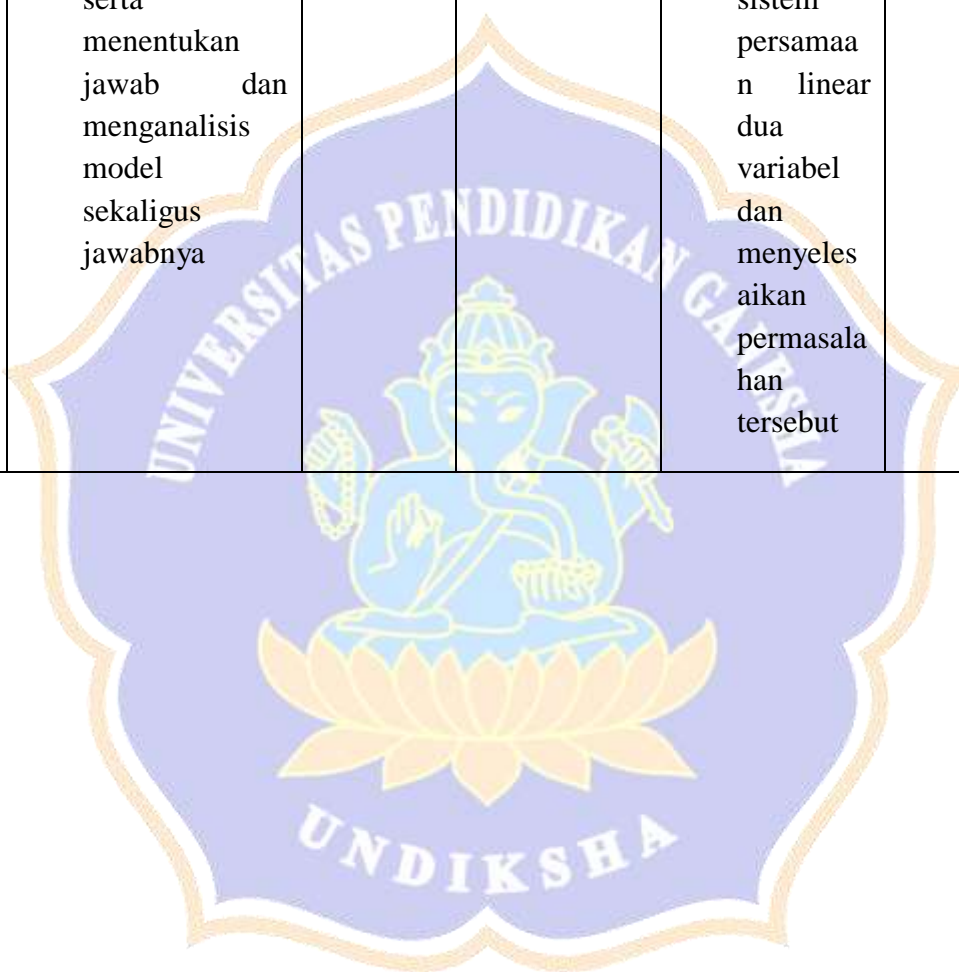 serta
menentukan
jawab dan
menganalisis
model
sekaligus
jawabnya
sistem
persamaa
n linear
dua
variabel
dan
menyeles
aikan
permasala
han
tersebut
UNIVERSITAS PENDIDIKAN GANESHA
UNDIKSHA